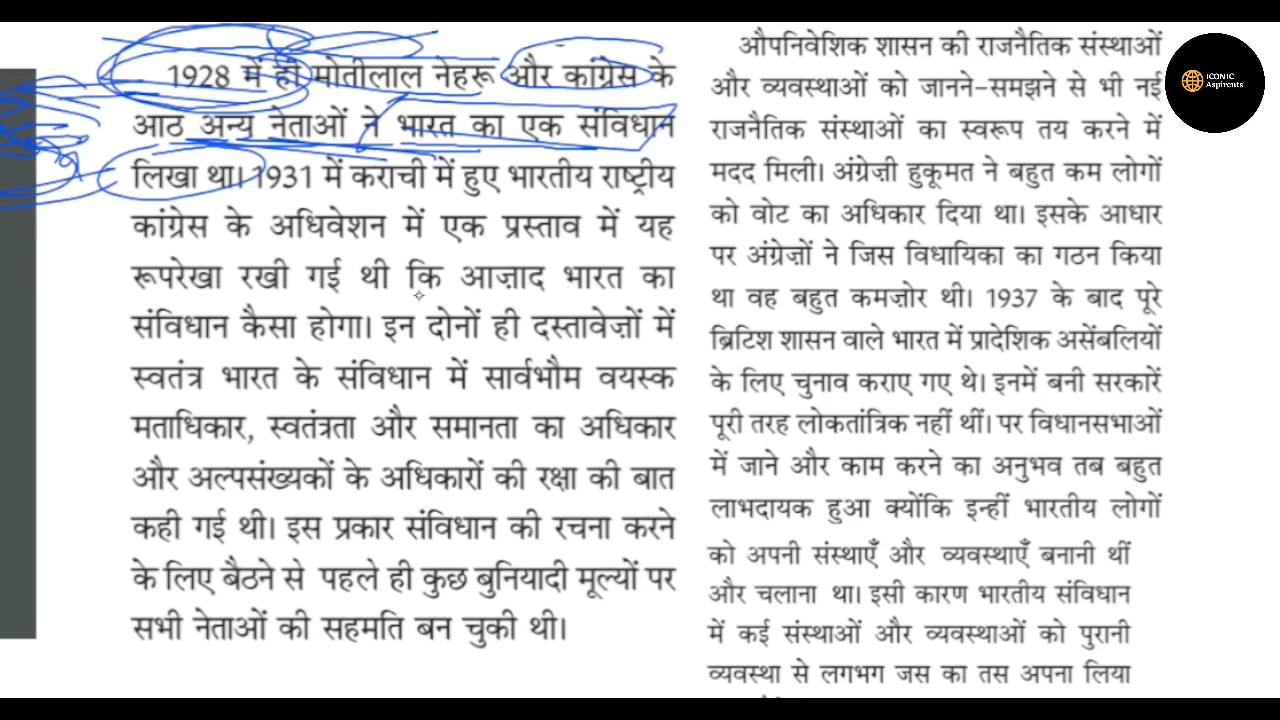 1928 में ही मोतीलाल नेहरू और कांग्रेस के
आठ अन्य नेताओं ने भारत का एक संविधान
लिखा था। 1931 में कराची में हुए भारतीय राष्ट्रीय
कांग्रेस के अधिवेशन में एक प्रस्ताव में यह
रूपरेखा रखी गई थी कि आज़ाद भारत का
संविधान कैसा होगा। इन दोनों ही दस्तावेज़ों में
स्वतंत्र भारत के संविधान में सार्वभौम वयस्क
मताधिकार, स्वतंत्रता और समानता का अधिकार
और अल्पसंख्यकों के अधिकारों की रक्षा की बात
कही गई थी। इस प्रकार संविधान की रचना करने
के लिए बैठने से पहले ही कुछ बुनियादी मूल्यों पर
सभी नेताओं की सहमति बन चुकी थी।
औपनिवेशिक शासन की राजनैतिक संस्थाओं
और व्यवस्थाओं को जानने-समझने से भी नई
राजनैतिक संस्थाओं का स्वरूप तय करने में
मदद मिली। अंग्रेज़ी हुकूमत ने बहुत कम लोगों
को वोट का अधिकार दिया था। इसके आधार
पर अंग्रेज़ों ने जिस विधायिका का गठन किया
था वह बहुत कमज़ोर थी। 1937 के बाद पूरे
ब्रिटिश शासन वाले भारत में प्रादेशिक असेंबलियों
के लिए चुनाव कराए गए थे। इनमें बनी सरकारें
पूरी तरह लोकतांत्रिक नहीं थीं। पर विधानसभाओं
में जाने और काम करने का अनुभव तब बहुत
लाभदायक हुआ क्योंकि इन्हीं भारतीय लोगों
को अपनी संस्थाएँ और व्यवस्थाएँ बनानी थीं
और चलाना था। इसी कारण भारतीय संविधान
में कई संस्थाओं और व्यवस्थाओं को पुरानी
व्यवस्था से लगभग जस का तस अपना लिया
ICONIC
Aspirents